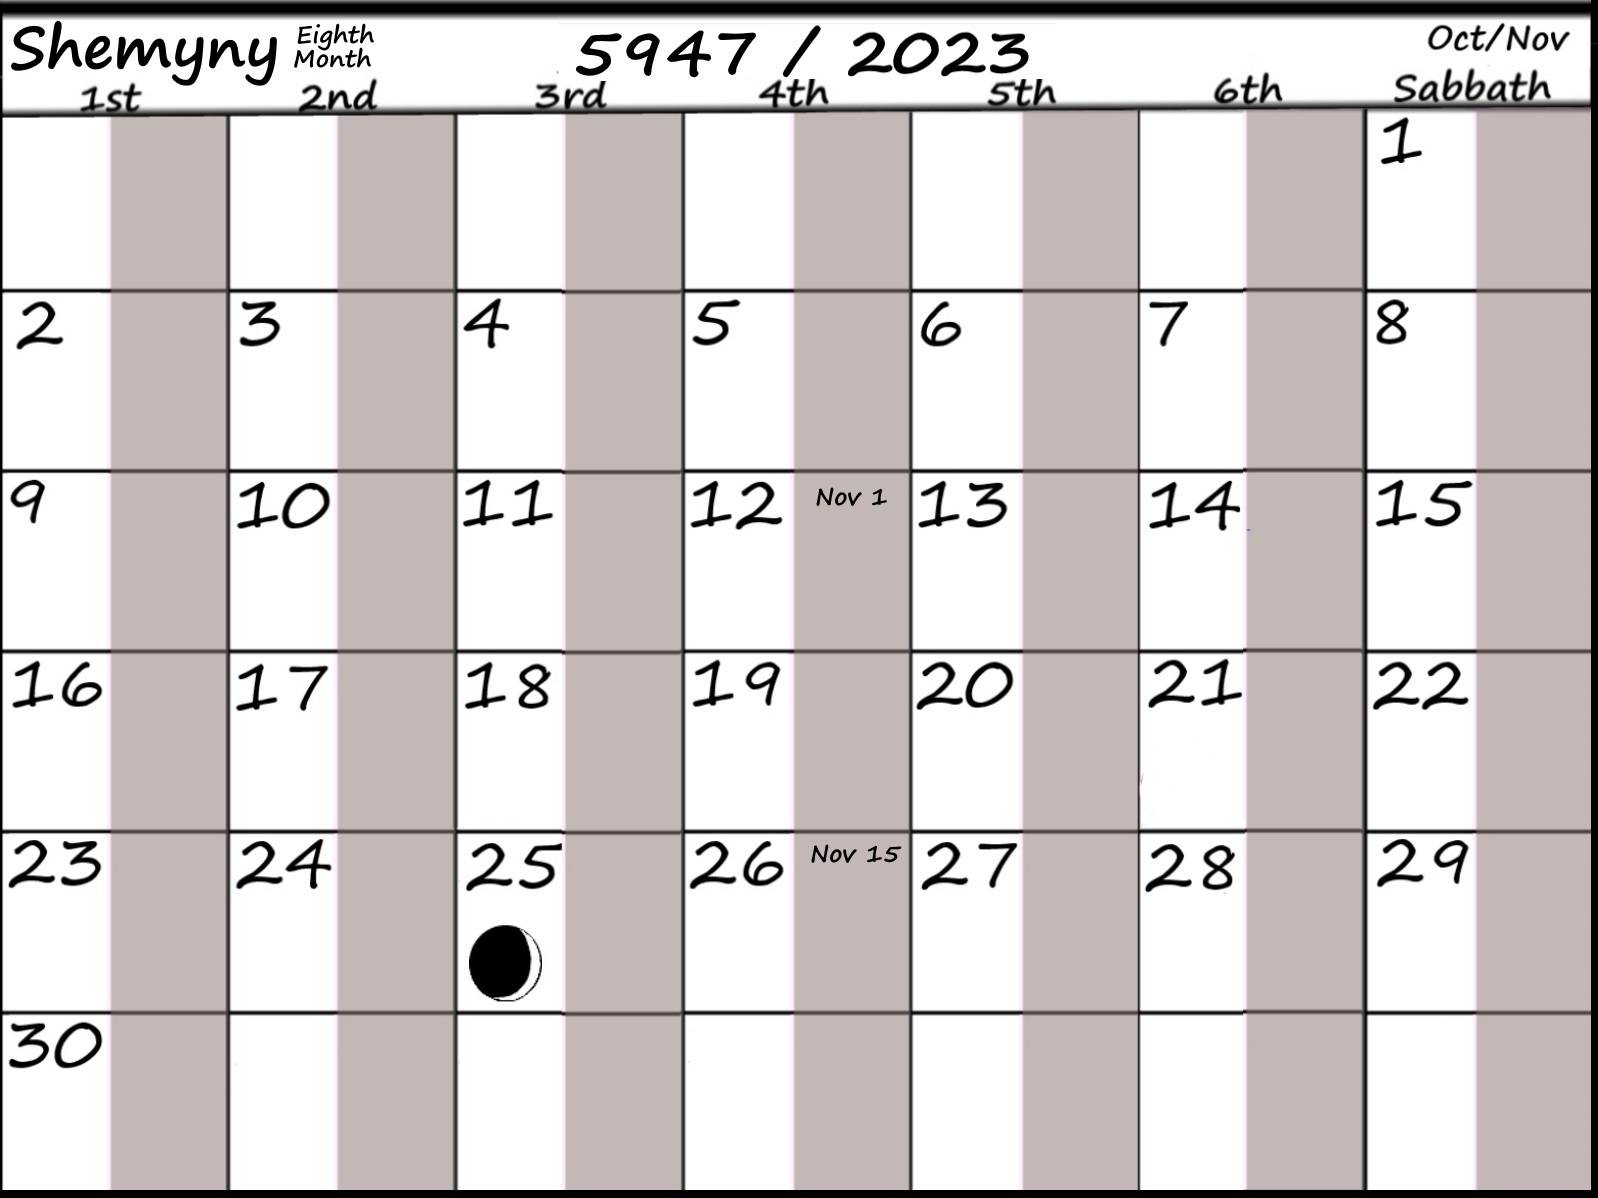 Shemyny Eighth Month 5947 / 2023 Oct/Nov
1st 2nd 3rd 4th 5th 6th Sabbath
1
2 3 4 5 6 7 8
9 10 11 12 Nov 1 13 14 15
16 17 18 19 20 21 22
23 24 25 26 Nov 15 27 28 29
30